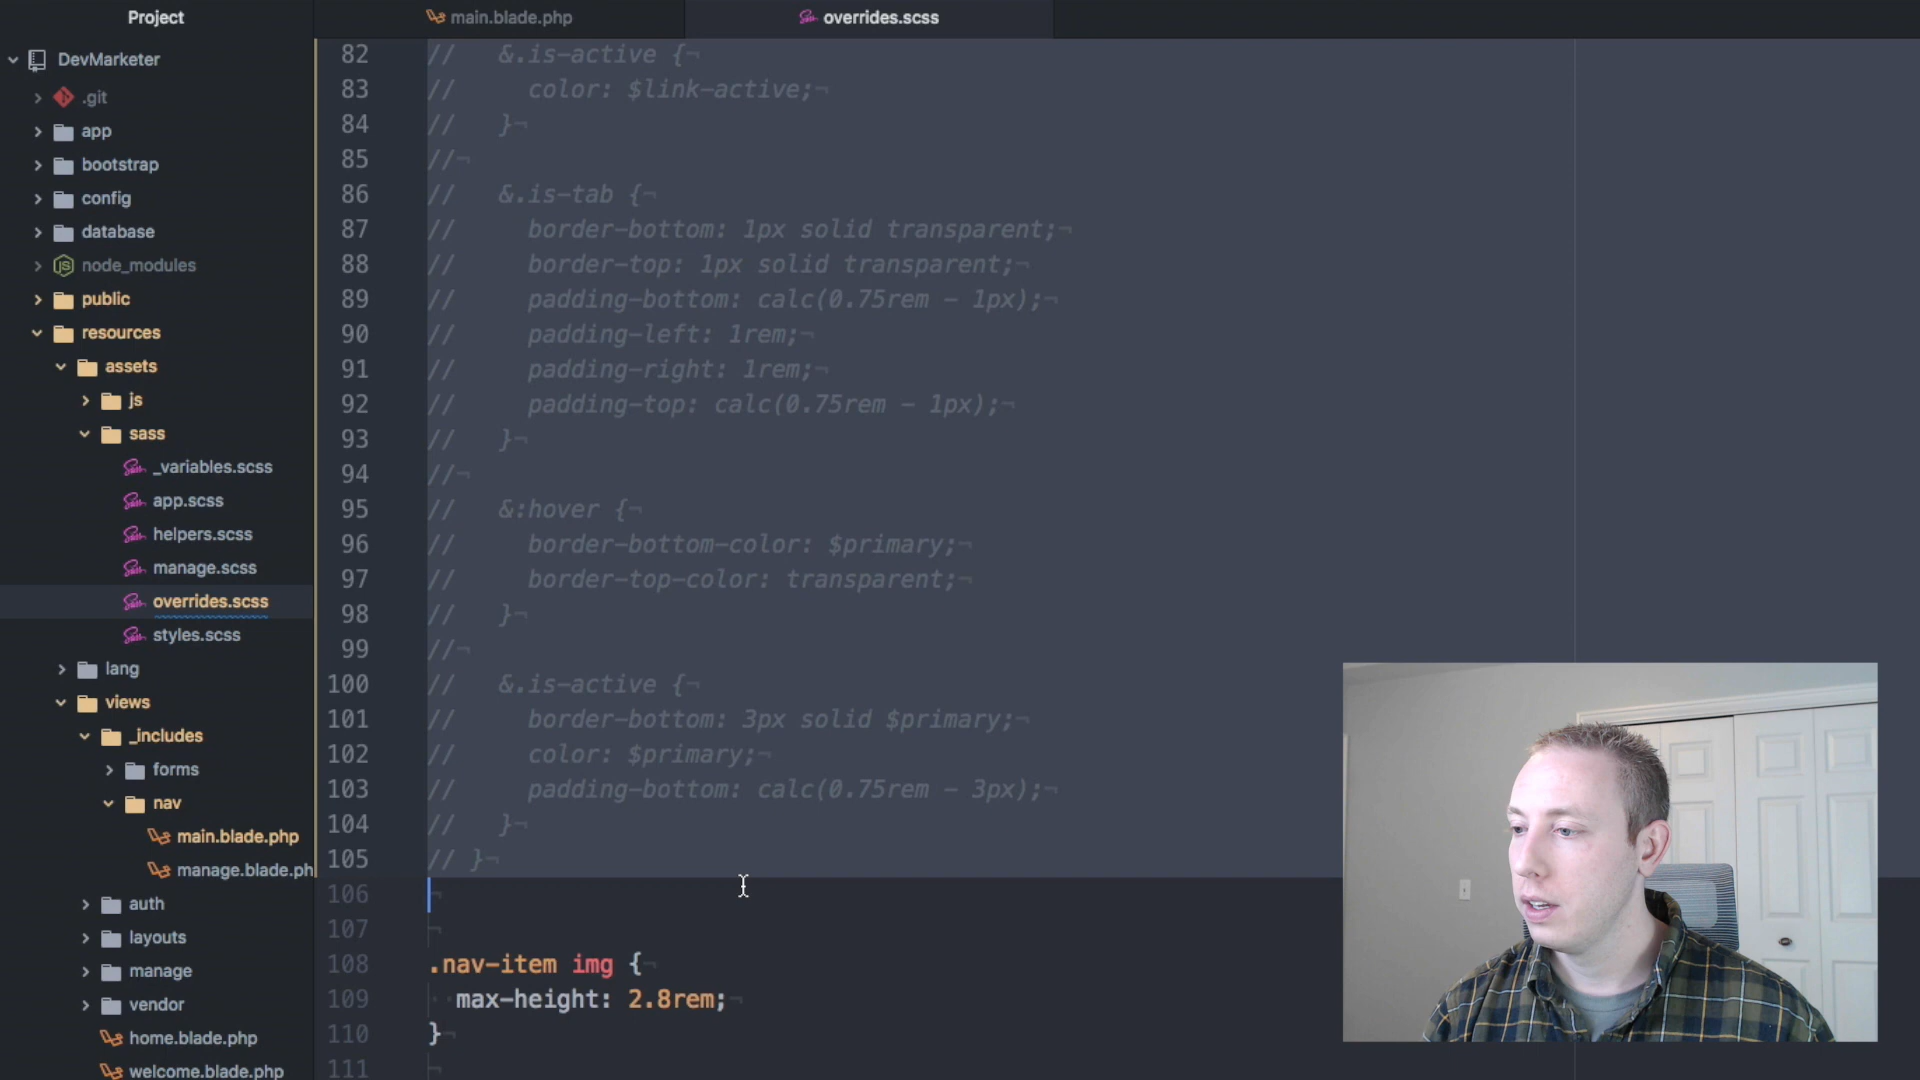 Project
DevMarketer
.git
app
bootstrap
config
database
node_modules
public
resources
assets
js
sass
_variables.scss
app.scss
helpers.scss
manage.scss
overrides.scss
styles.scss
lang
views
_includes
forms
nav
main.blade.php
manage.blade.ph
auth
layouts
manage
vendor
home.blade.php
welcome.blade.php
main.blade.php
overrides.scss
82 // &.is-active {¬
83 // color: $link-active;¬
84 // }¬
85 //¬
86 // &.is-tab {¬
87 // border-bottom: 1px solid transparent;¬
88 // border-top: 1px solid transparent;¬
89 // padding-bottom: calc(0.75rem - 1px);¬
90 // padding-left: 1rem;¬
91 // padding-right: 1rem;¬
92 // padding-top: calc(0.75rem - 1px);¬
93 // }¬
94 //¬
95 // &:hover {¬
96 // border-bottom-color: $primary;¬
97 // border-top-color: transparent;¬
98 // }¬
99 //¬
100 // &.is-active {¬
101 // border-bottom: 3px solid $primary;¬
102 // color: $primary;¬
103 // padding-bottom: calc(0.75rem - 3px);¬
104 // }¬
105 // }¬
106 ¬
107 ¬
108 .nav-item img {¬
109 ··max-height: 2.8rem;¬
110 }¬
111 ¬